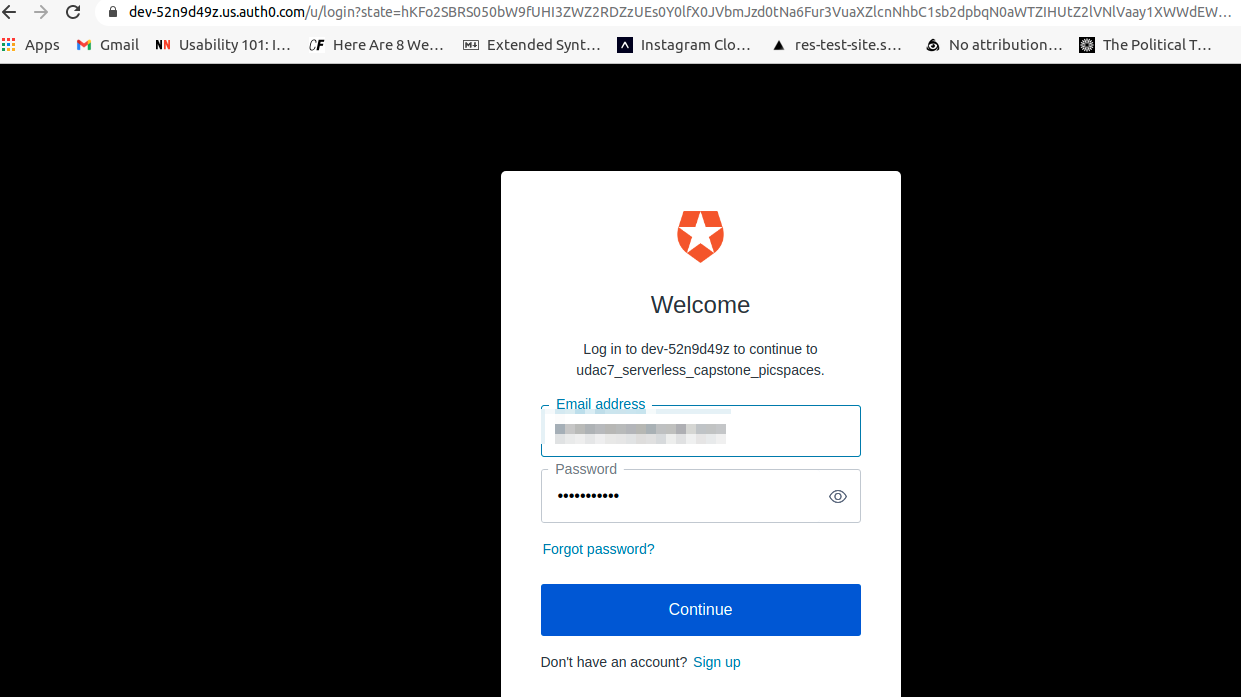 dev-52n9d49z.us.auth0.com/u/login?state=hKFo2SBRS050bW9fUHI3ZWZ2RDZzUEs0Y0lfX0JVbmJzd0tNa6Fur3VuaXZlcnNhbC1sb2dpbqN0aWTZIHUtZ2lVNlVaay1XWWdEW...
Apps Gmail Usability 101: I... Here Are 8 We... Extended Synt... Instagram Clo... res-test-site.s... No attribution... The Political T...
Welcome
Log in to dev-52n9d49z to continue to
udac7_serverless_capstone_picspaces.
Email address
Password
•••••••••••
Forgot password?
Continue
Don't have an account? Sign up